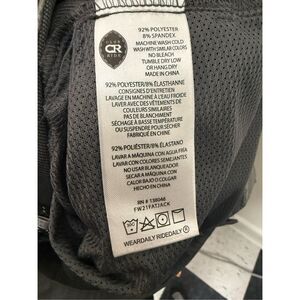 CR
RIDE
92% POLYESTER
8% SPANDEX
MACHINE WASH COLD
WASH WITH SIMILAR COLORS
NO BLEACH
TUMBLE DRY LOW
OR HANG DRY
MADE IN CHINA
92% POLYESTER/8% ÉLASTHANNE
CONSIGNES D'ENTRETIEN
LAVAGE EN MACHINE À L'EAU FROIDE
LAVER AVEC DES VÊTEMENTS DE
COULEURS SIMILAIRES
PAS DE BLANCHIMENT
SÉCHAGE À BASSE TEMPÉRATURE
OU SUSPENDRE POUR SÉCHER
FABRIQUÉ EN CHINE
92% POLIÉSTER/8% ELASTANO
LAVAR A MÁQUINA CON AGUA FRÍA
LAVAR CON COLORES SEMEJANTES
NO USAR BLANQUEADOR
SECAR A MÁQUINA CON
CALOR BAJO O COLGAR
HECHO EN CHINA
RN # 138048
FW21FATJACK
WEARDAILY RIDEDAILY®